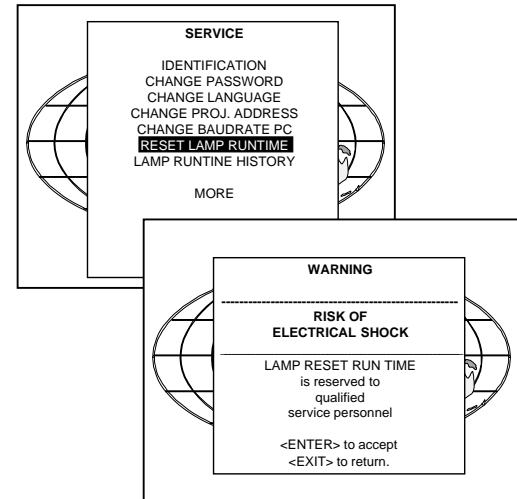 SERVICE
IDENTIFICATION
CHANGE PASSWORD
CHANGE LANGUAGE
CHANGE PROJ. ADDRESS
CHANGE BAUDRATE PC
RESET LAMP RUNTIME
LAMP RUNTINE HISTORY
MORE
WARNING
RISK OF
ELECTRICAL SHOCK
LAMP RESET RUN TIME
is reserved to
qualified
service personnel
<ENTER> to accept
<EXIT> to return.